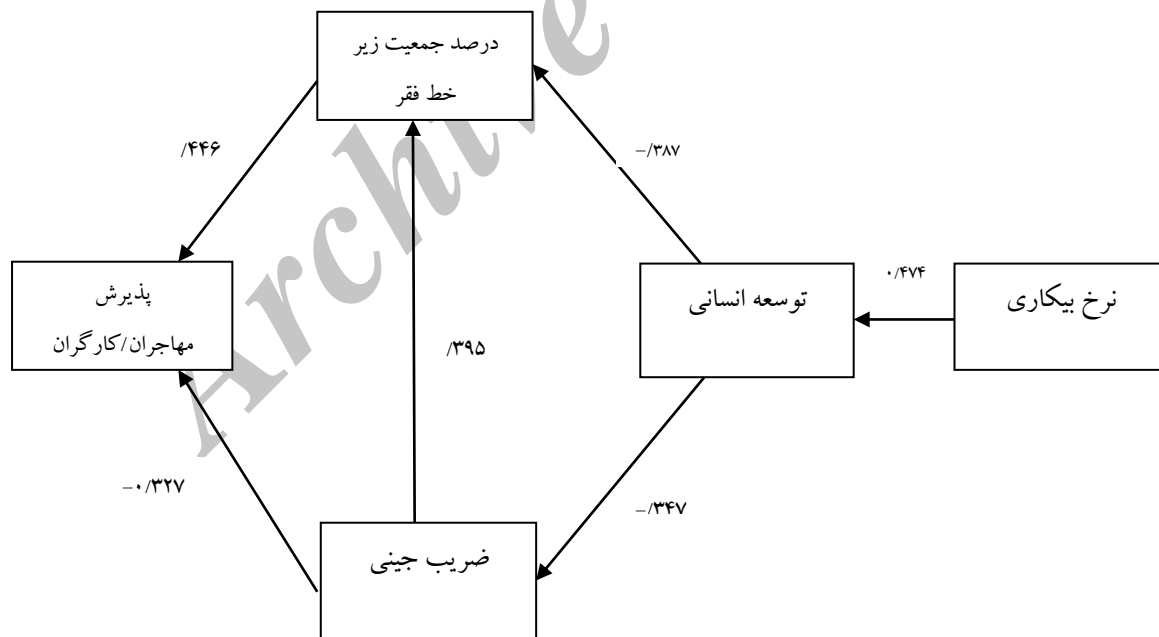 درصد جمعیت زیر
خط فقر
/۴۴۶
-/۳۸۷
پذیرش
مهاجران/کارگران
/۳۹۵
توسعه انسانی
۰/۴۷۴
نرخ بیکاری
-۰/۳۲۷
-/۳۴۷
ضریب جینی
Archive